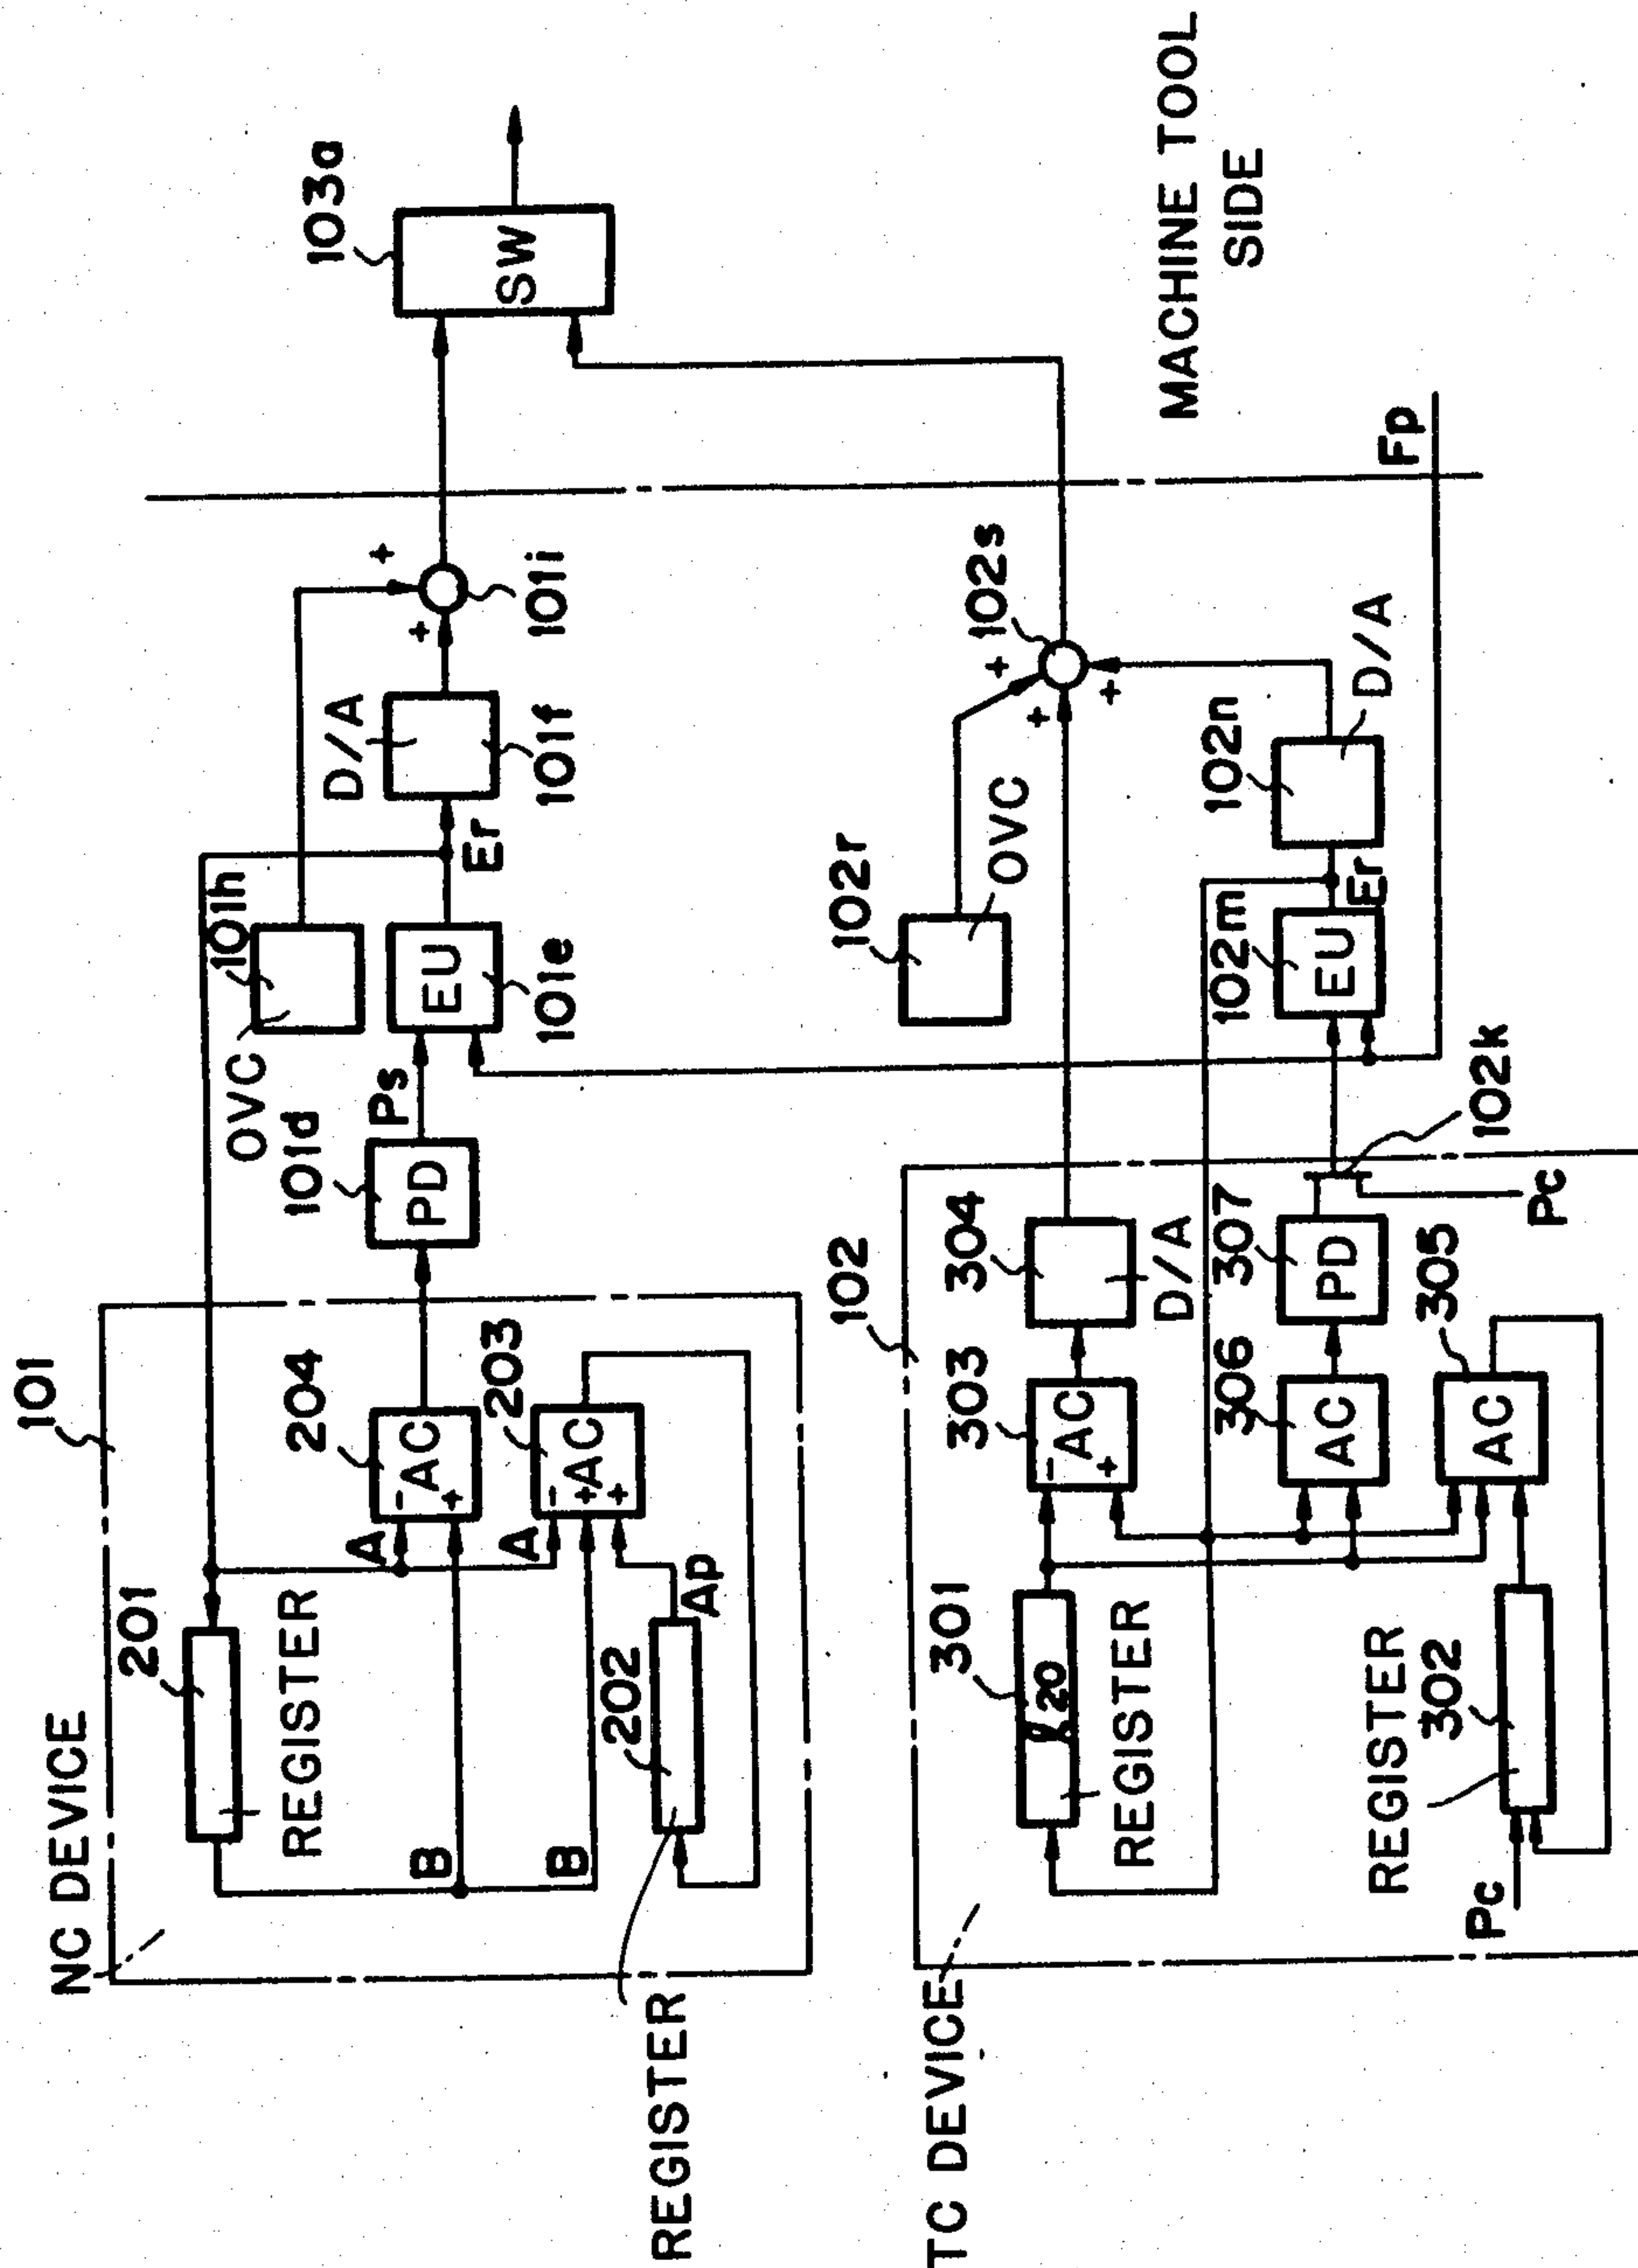 NC DEVICE
101
201
REGISTER
204
A
-
AC
+
B
203
A
-
AC
+
+
B
202
Ap
REGISTER
101d
PD
Ps
OVC
101h
EU
101e
Er
D/A
101f
+
+
101i
103a
SW
MACHINE TOOL
SIDE
TC DEVICE
102
301
20
REGISTER
303
-
AC
+
304
D/A
306
AC
307
PD
305
AC
REGISTER
302
Pc
Pc
102k
102r
OVC
102m
EU
Er
102n
D/A
102s
+
+
+
Fp